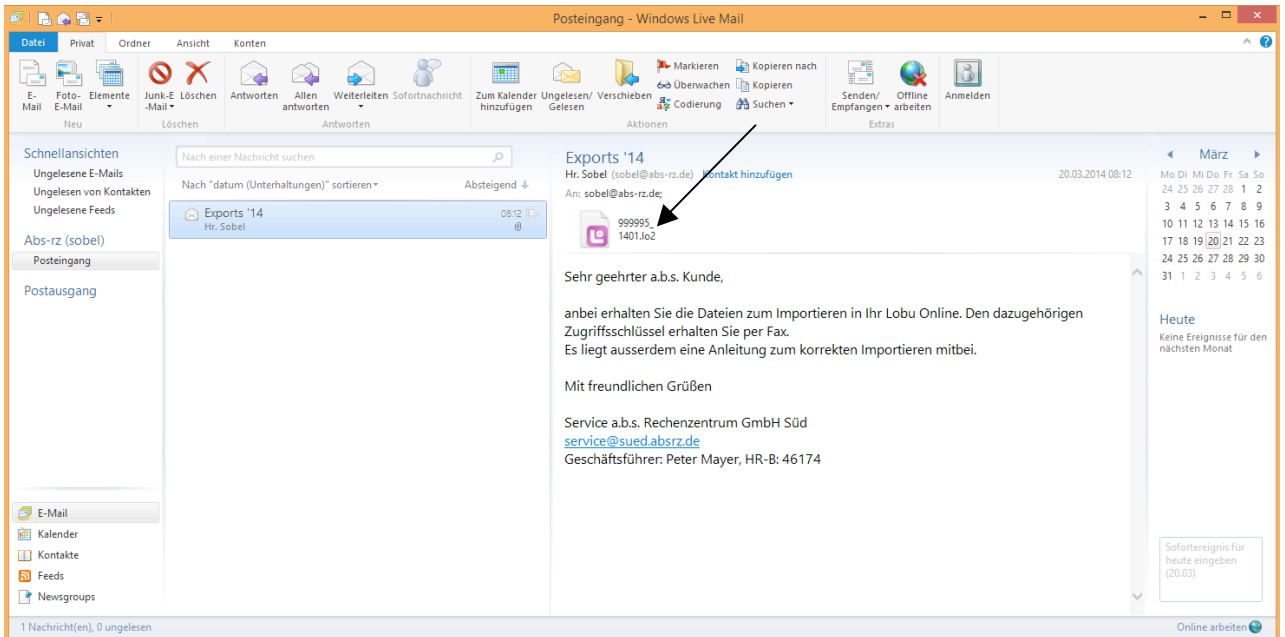 Posteingang - Windows Live Mail
Datei Privat Ordner Ansicht Konten
E-Mail
Foto-E-Mail
Elemente
Neu
Junk-E-Mail
Löschen
Löschen
Antworten
Allen antworten
Weiterleiten
Sofortnachricht
Antworten
Zum Kalender hinzufügen
Ungelesen/Gelesen
Verschieben
Markieren
Überwachen
Codierung
Kopieren nach
Kopieren
Suchen
Aktionen
Senden/Empfangen
Offline arbeiten
Extras
Anmelden
Schnellansichten
Ungelesene E-Mails
Ungelesen von Kontakten
Ungelesene Feeds
Abs-rz (sobel)
Posteingang
Postausgang
E-Mail
Kalender
Kontakte
Feeds
Newsgroups
Nach einer Nachricht suchen
Nach "datum (Unterhaltungen)" sortieren Absteigend
Exports '14 08:12
Hr. Sobel
Exports '14
Hr. Sobel (sobel@abs-rz.de) Kontakt hinzufügen 20.03.2014 08:12
An: sobel@abs-rz.de;
999995_
1401.lo2
Sehr geehrter a.b.s. Kunde,
anbei erhalten Sie die Dateien zum Importieren in Ihr Lobu Online. Den dazugehörigen
Zugriffsschlüssel erhalten Sie per Fax.
Es liegt ausserdem eine Anleitung zum korrekten Importieren mitbei.
Mit freundlichen Grüßen
Service a.b.s. Rechenzentrum GmbH Süd
service@sued.absrz.de
Geschäftsführer: Peter Mayer, HR-B: 46174
März
Mo Di Mi Do Fr Sa So
24 25 26 27 28 1 2
3 4 5 6 7 8 9
10 11 12 13 14 15 16
17 18 19 20 21 22 23
24 25 26 27 28 29 30
31 1 2 3 4 5 6
Heute
Keine Ereignisse für den
nächsten Monat
Sofortereignis für
heute eingeben
(20.03)
1 Nachricht(en), 0 ungelesen
Online arbeiten